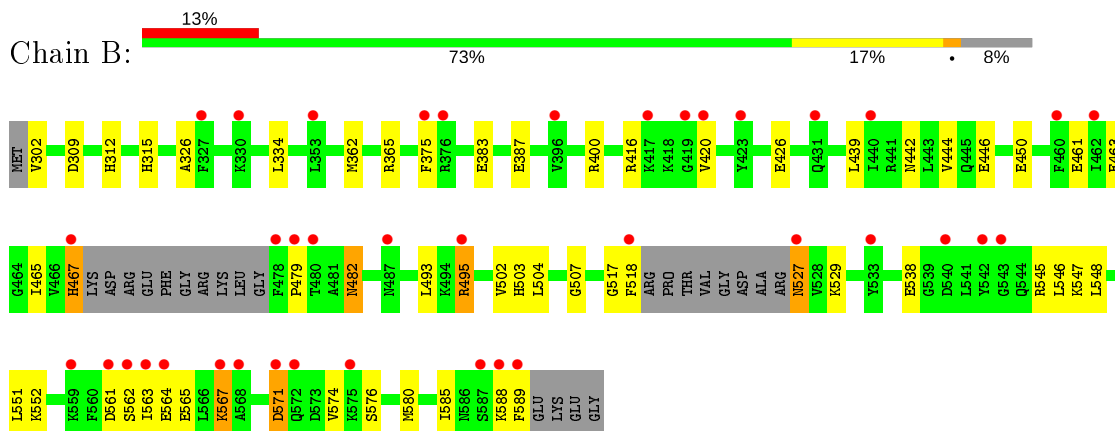 13%
Chain B:
73% 17% • 8%
MET V302 D309 H312 H315 A326 F327 K330 L334 L353 M362 R365 F375 R376 E383 E387 V396 R400 R416 K417 K418 G419 V420 Y423 E426 Q431 L439 I440 R441 N442 L443 V444 Q445 E446 E450 F460 E461 I462 E463
G464 I465 V466 H467 LYS ASP ARG GLU PHE GLY ARG LYS LEU GLY F478 P479 T480 A481 N482 N487 L493 K494 R495 V502 H503 L504 G507 G517 F518 ARG PRO THR VAL GLY ASP ALA ARG N527 V528 K529 Y533 E538 G539 D540 L541 Y542 G543 Q544 R545 L546 K547 L548
L551 K552 K559 F560 D561 S562 I563 E564 E565 L566 K567 A568 D571 Q572 D573 V574 K575 S576 M580 I585 N586 S587 K588 F589 GLU LYS GLU GLY